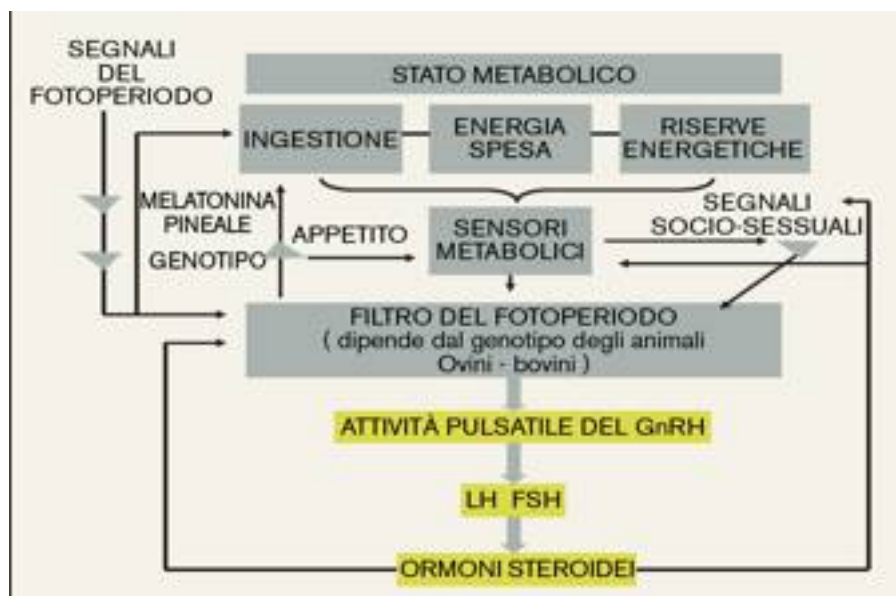 SEGNALI
DEL
FOTOPERIODO
STATO METABOLICO
INGESTIONE
ENERGIA
SPESA
RISERVE
ENERGETICHE
MELATONINA
PINEALE
GENOTIPO
APPETITO
SENSORI
METABOLICI
SEGNALI
SOCIO-SESSUALI
FILTRO DEL FOTOPERIODO
( dipende dal genotipo degli animali
Ovini - bovini )
ATTIVITÀ PULSATILE DEL GnRH
LH FSH
ORMONI STEROIDEI